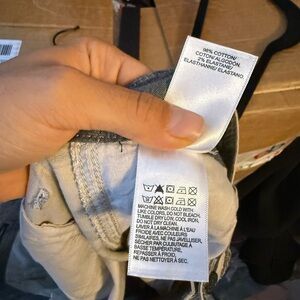 98% COTTON/
COTON/ALGODON,
2% ELASTANE/
ELASTHANNE/ELASTANO.
MACHINE WASH COLD WITH
LIKE COLORS, DO NOT BLEACH.
TUMBLE DRY LOW. COOL IRON.
DO NOT DRY CLEAN.
LAVER À LA MACHINE À L'EAU
FROIDE AVEC COULEURS
SIMILAIRES, NE PAS JAVELLISER.
SÉCHER PAR CULBUTAGE À
BASSE TEMPÉRATURE.
REPASSER À FROID.
NE PAS NETTOYER À SEC.